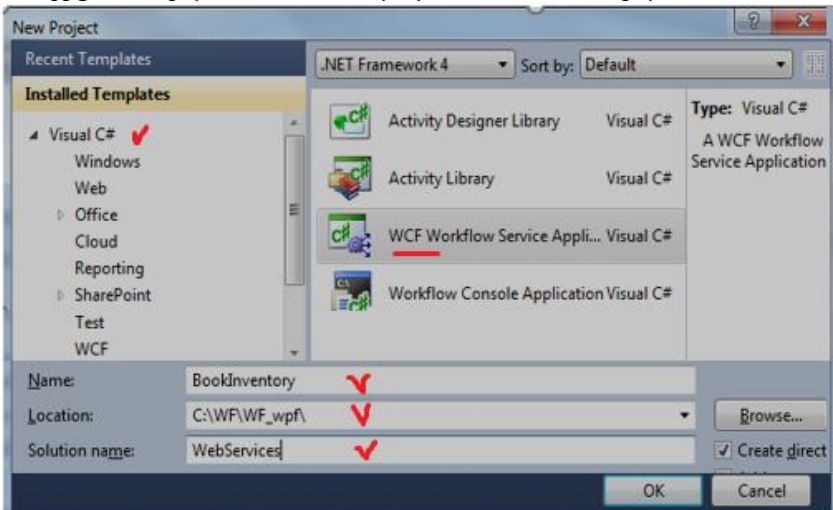 New Project
Recent Templates
.NET Framework 4
Sort by: Default
Installed Templates
Visual C#
Windows
Web
Office
Cloud
Reporting
SharePoint
Test
WCF
Activity Designer Library Visual C#
Activity Library Visual C#
WCF Workflow Service Appli... Visual C#
Workflow Console Application Visual C#
Type: Visual C#
A WCF Workflow
Service Application
Name: BookInventory
Location: C:\WF\WF_wpf\
Browse...
Solution name: WebServices
Create direct
OK
Cancel